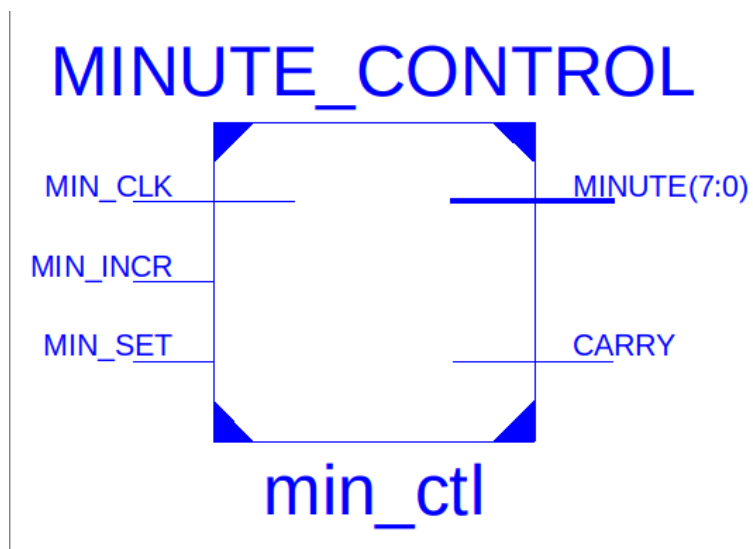 MINUTE_CONTROL
MIN_CLK
MINUTE(7:0)
MIN_INCR
MIN_SET
CARRY
min_ctl